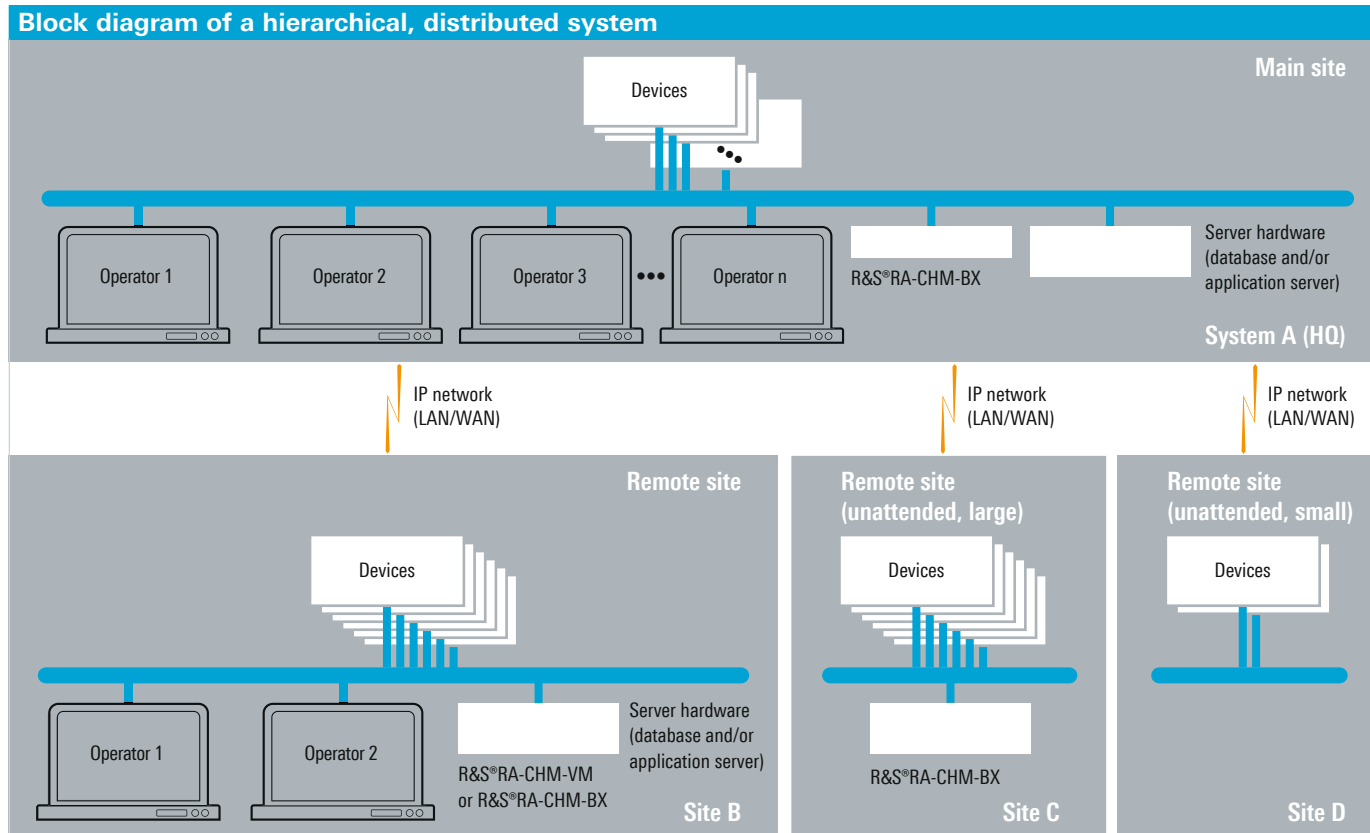 Block diagram of a hierarchical, distributed system
Main site
Devices
Operator 1
Operator 2
Operator 3
Operator n
R&S®RA-CHM-BX
Server hardware
(database and/or
application server)
System A (HQ)
IP network
(LAN/WAN)
IP network
(LAN/WAN)
IP network
(LAN/WAN)
Remote site
Devices
Operator 1
Operator 2
R&S®RA-CHM-VM
or R&S®RA-CHM-BX
Server hardware
(database and/or
application server)
Site B
Remote site
(unattended, large)
Devices
R&S®RA-CHM-BX
Site C
Remote site
(unattended, small)
Devices
Site D